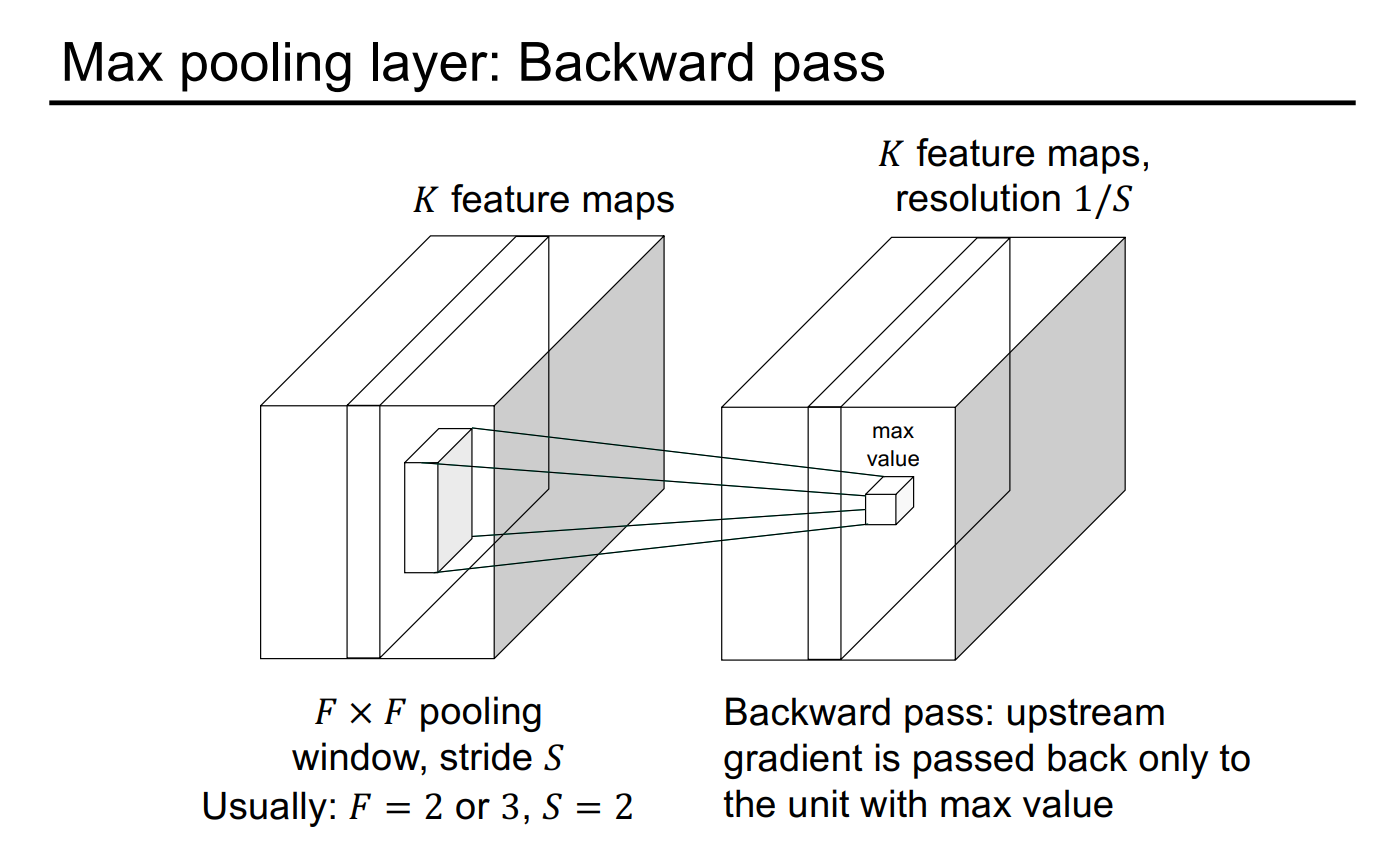 Max pooling layer: Backward pass
K feature maps
K feature maps,
resolution 1/S
max
value
F × F pooling
window, stride S
Usually: F = 2 or 3, S = 2
Backward pass: upstream
gradient is passed back only to
the unit with max value